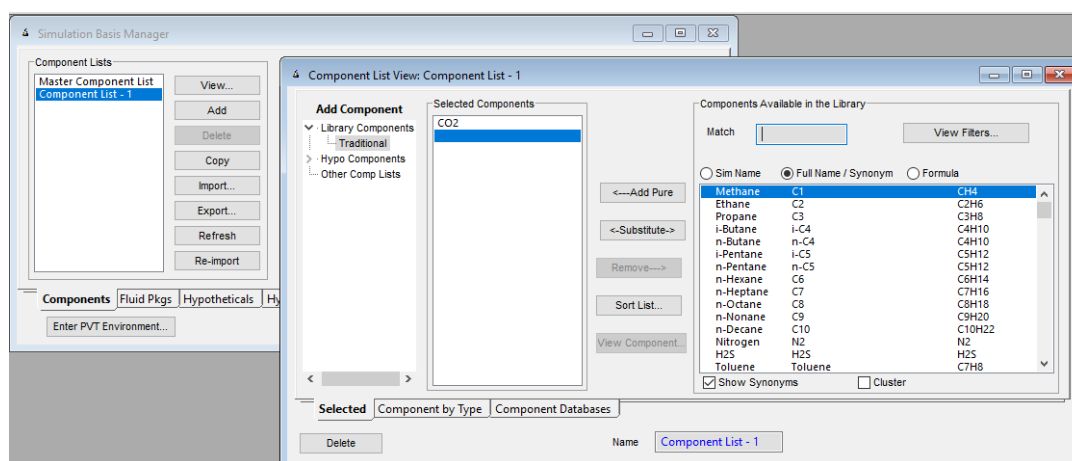 Simulation Basis Manager
Component Lists
Master Component List
Component List - 1
View...
Add
Delete
Copy
Import...
Export...
Refresh
Re-import
Components Fluid Pkgs Hypotheticals Hy
Enter PVT Environment...
Component List View: Component List - 1
Add Component
Library Components
Traditional
Hypo Components
Other Comp Lists
Selected Components
CO2
<---Add Pure
<-Substitute->
Remove--->
Sort List...
View Component...
Components Available in the Library
Match
View Filters...
Sim Name Full Name / Synonym Formula
Methane C1 CH4
Ethane C2 C2H6
Propane C3 C3H8
i-Butane i-C4 C4H10
n-Butane n-C4 C4H10
i-Pentane i-C5 C5H12
n-Pentane n-C5 C5H12
n-Hexane C6 C6H14
n-Heptane C7 C7H16
n-Octane C8 C8H18
n-Nonane C9 C9H20
n-Decane C10 C10H22
Nitrogen N2 N2
H2S H2S H2S
Toluene Toluene C7H8
Show Synonyms Cluster
Selected Component by Type Component Databases
Delete
Name Component List - 1